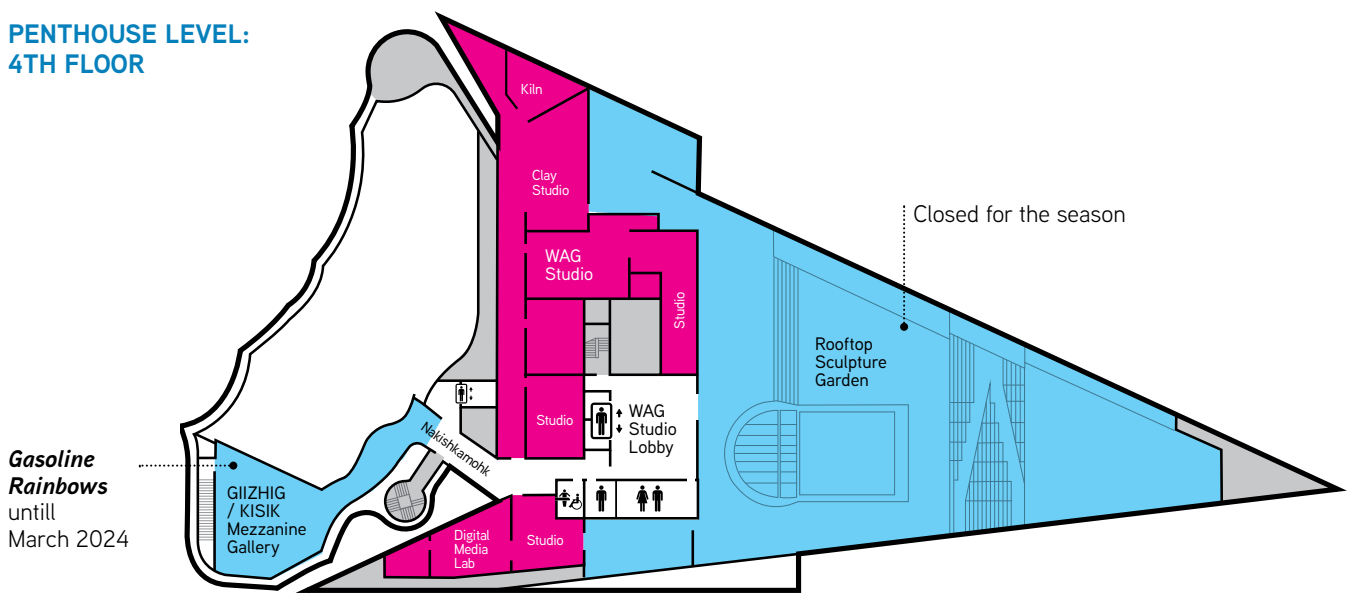 PENTHOUSE LEVEL:
4TH FLOOR
Kiln
Clay
Studio
WAG
Studio
Studio
Closed for the season
Rooftop
Sculpture
Garden
Studio
WAG
Studio
Lobby
Nakishkamohk
Gasoline
Rainbows
untill
March 2024
GIIZHIG
/ KISIK
Mezzanine
Gallery
Digital
Media
Lab
Studio